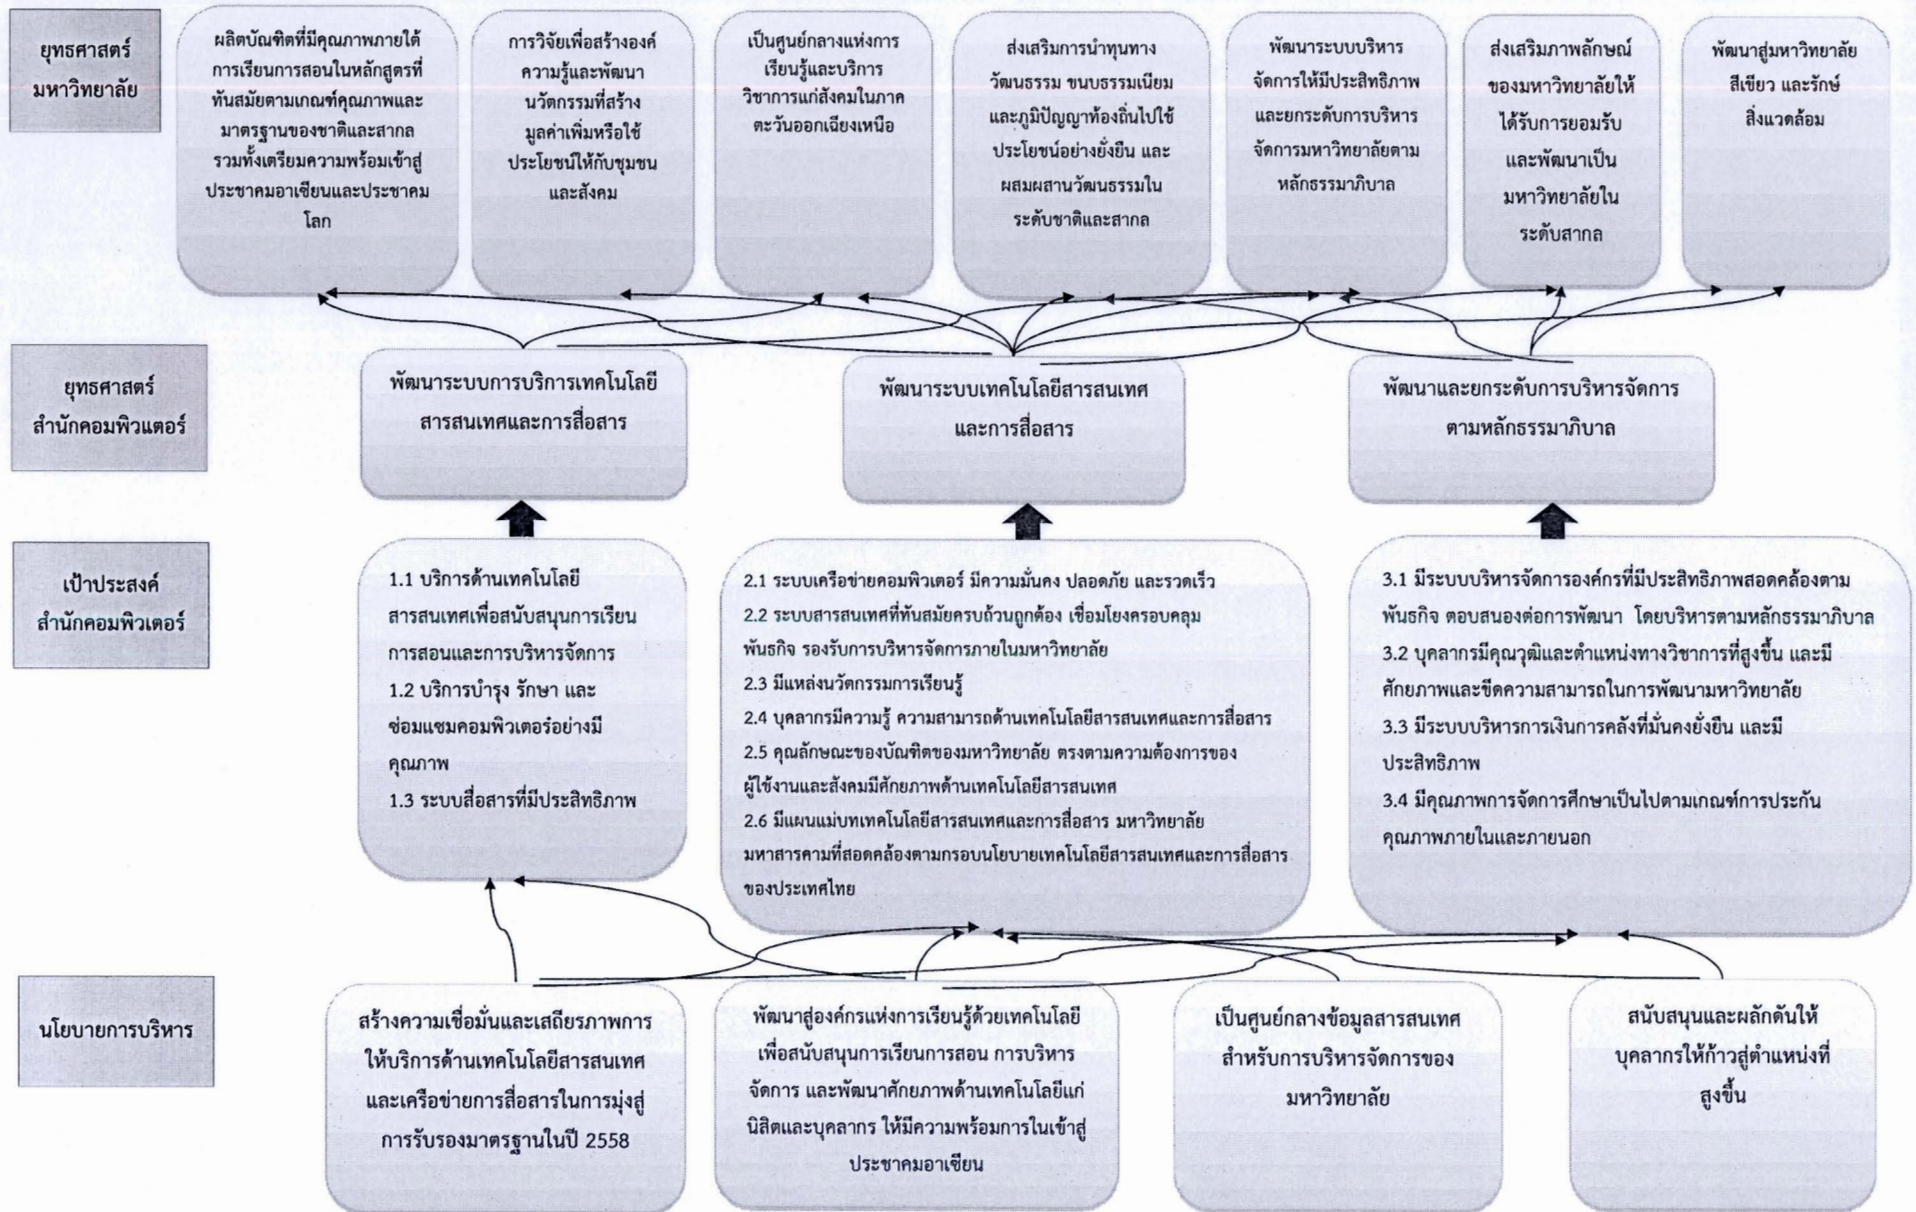 ยุทธศาสตร์
มหาวิทยาลัย
ผลิตบัณฑิตที่มีคุณภาพภายใต้
การเรียนการสอนในหลักสูตรที่
ทันสมัยตามเกณฑ์คุณภาพและ
มาตรฐานของชาติและสากล
รวมทั้งเตรียมความพร้อมเข้าสู่
ประชาคมอาเซียนและประชาคม
โลก
การวิจัยเพื่อสร้างองค์
ความรู้และพัฒนา
นวัตกรรมที่สร้าง
มูลค่าเพิ่มหรือใช้
ประโยชน์ให้กับชุมชน
และสังคม
เป็นศูนย์กลางแห่งการ
เรียนรู้และบริการ
วิชาการแก่สังคมในภาค
ตะวันออกเฉียงเหนือ
ส่งเสริมการนำทุนทาง
วัฒนธรรม ขนบธรรมเนียม
และภูมิปัญญาท้องถิ่นไปใช้
ประโยชน์อย่างยั่งยืน และ
ผสมผสานวัฒนธรรมใน
ระดับชาติและสากล
พัฒนาระบบบริหาร
จัดการให้มีประสิทธิภาพ
และยกระดับการบริหาร
จัดการมหาวิทยาลัยตาม
หลักธรรมาภิบาล
ส่งเสริมภาพลักษณ์
ของมหาวิทยาลัยให้
ได้รับการยอมรับ
และพัฒนาเป็น
มหาวิทยาลัยใน
ระดับสากล
พัฒนาสู่มหาวิทยาลัย
สีเขียว และรักษ์
สิ่งแวดล้อม
ยุทธศาสตร์
สำนักคอมพิวแตอร์
พัฒนาระบบการบริการเทคโนโลยี
สารสนเทศและการสื่อสาร
พัฒนาระบบเทคโนโลยีสารสนเทศ
และการสื่อสาร
พัฒนาและยกระดับการบริหารจัดการ
ตามหลักธรรมาภิบาล
เป้าประสงค์
สำนักคอมพิวเตอร์
1.1 บริการด้านเทคโนโลยี
สารสนเทศเพื่อสนับสนุนการเรียน
การสอนและการบริหารจัดการ
1.2 บริการบำรุง รักษา และ
ซ่อมแซมคอมพิวเตอร์อย่างมี
คุณภาพ
1.3 ระบบสื่อสารที่มีประสิทธิภาพ
2.1 ระบบเครือข่ายคอมพิวเตอร์ มีความมั่นคง ปลอดภัย และรวดเร็ว
2.2 ระบบสารสนเทศที่ทันสมัยครบถ้วนถูกต้อง เชื่อมโยงครอบคลุม
พันธกิจ รองรับการบริหารจัดการภายในมหาวิทยาลัย
2.3 มีแหล่งนวัตกรรมการเรียนรู้
2.4 บุคลากรมีความรู้ ความสามารถด้านเทคโนโลยีสารสนเทศและการสื่อสาร
2.5 คุณลักษณะของบัณฑิตของมหาวิทยาลัย ตรงตามความต้องการของ
ผู้ใช้งานและสังคมมีศักยภาพด้านเทคโนโลยีสารสนเทศ
2.6 มีแผนแม่บทเทคโนโลยีสารสนเทศและการสื่อสาร มหาวิทยาลัย
มหาสารคามที่สอดคล้องตามกรอบนโยบายเทคโนโลยีสารสนเทศและการสื่อสาร
ของประเทศไทย
3.1 มีระบบบริหารจัดการองค์กรที่มีประสิทธิภาพสอดคล้องตาม
พันธกิจ ตอบสนองต่อการพัฒนา โดยบริหารตามหลักธรรมาภิบาล
3.2 บุคลากรมีคุณวุฒิและตำแหน่งทางวิชาการที่สูงขึ้น และมี
ศักยภาพและขีดความสามารถในการพัฒนามหาวิทยาลัย
3.3 มีระบบบริหารการเงินการคลังที่มั่นคงยั่งยืน และมี
ประสิทธิภาพ
3.4 มีคุณภาพการจัดการศึกษาเป็นไปตามเกณฑ์การประกัน
คุณภาพภายในและภายนอก
นโยบายการบริหาร
สร้างความเชื่อมั่นและเสถียรภาพการ
ให้บริการด้านเทคโนโลยีสารสนเทศ
และเครือข่ายการสื่อสารในการมุ่งสู่
การรับรองมาตรฐานในปี 2558
พัฒนาสู่องค์กรแห่งการเรียนรู้ด้วยเทคโนโลยี
เพื่อสนับสนุนการเรียนการสอน การบริหาร
จัดการ และพัฒนาศักยภาพด้านเทคโนโลยีแก่
นิสิตและบุคลากร ให้มีความพร้อมการในเข้าสู่
ประชาคมอาเซียน
เป็นศูนย์กลางข้อมูลสารสนเทศ
สำหรับการบริหารจัดการของ
มหาวิทยาลัย
สนับสนุนและผลักดันให้
บุคลากรให้ก้าวสู่ตำแหน่งที่
สูงขึ้น